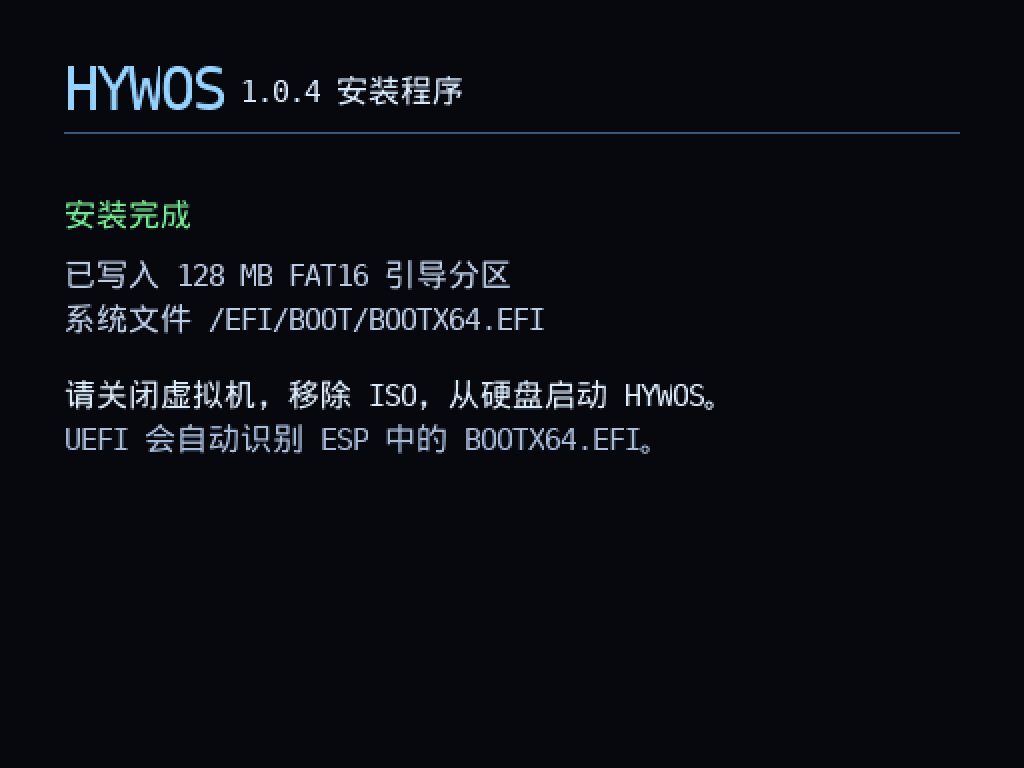 HYWOS 1.0.4 安装程序
安装完成
已写入 128 MB FAT16 引导分区
系统文件 /EFI/BOOT/BOOTX64.EFI
请关闭虚拟机，移除 ISO，从硬盘启动 HYWOS。
UEFI 会自动识别 ESP 中的 BOOTX64.EFI。